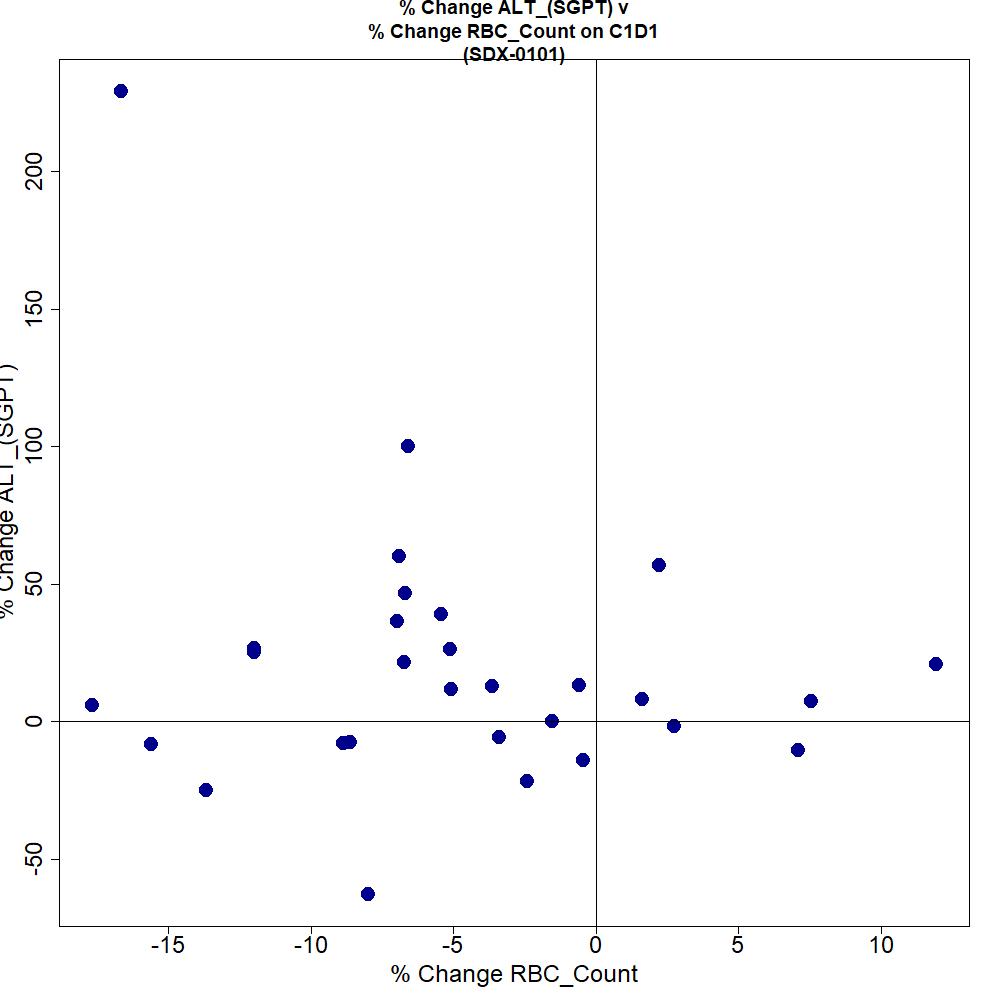 % Change ALT_(SGPT) v
% Change RBC_Count on C1D1
(SDX-0101)
200
150
100
50
0
-50
% Change ALT_(SGPT)
-15
-10
-5
0
5
10
% Change RBC_Count